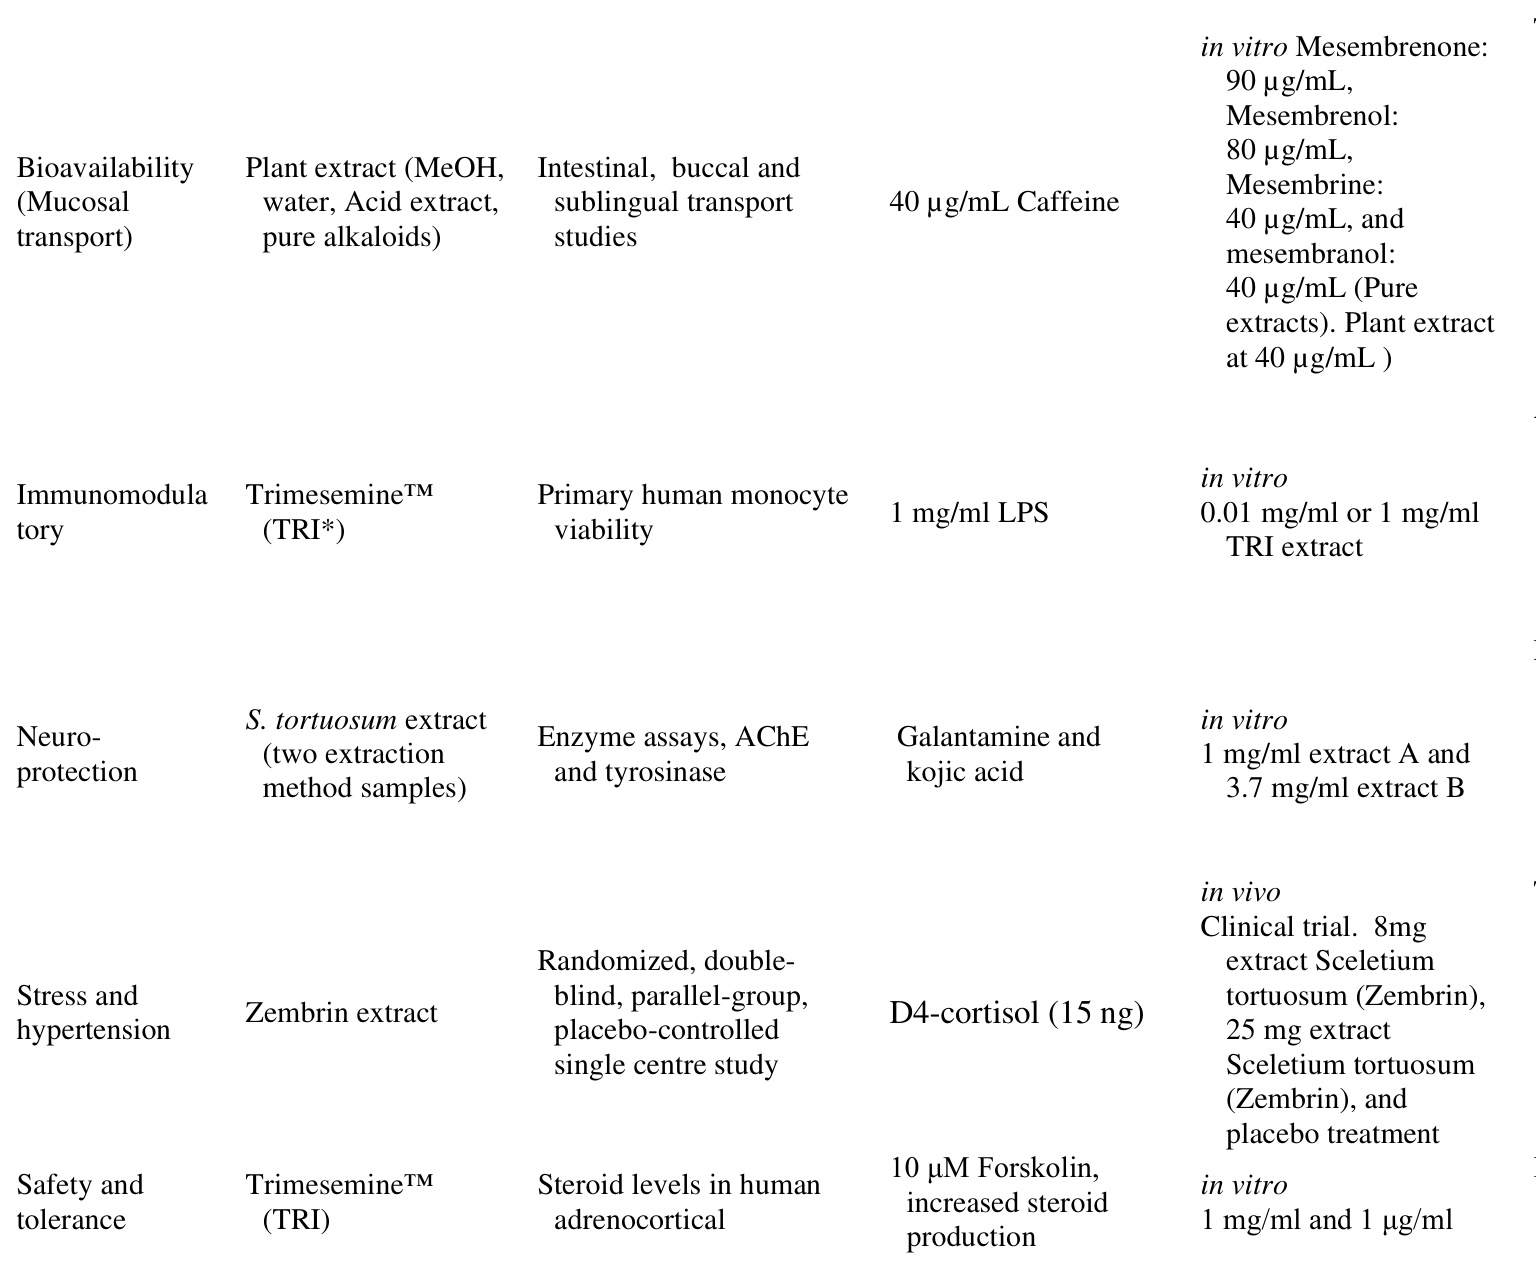 Bioavailability
(Mucosal
transport)
Plant extract (MeOH,
water, Acid extract,
pure alkaloids)
Intestinal,  buccal and
sublingual transport
studies
40 µg/mL Caffeine
in vitro Mesembrenone:
90 µg/mL,
Mesembrenol:
80 µg/mL,
Mesembrine:
40 µg/mL, and
mesembranol:
40 µg/mL (Pure
extracts). Plant extract
at 40 µg/mL )
Immunomodula
tory
Trimesemine™
(TRI*)
Primary human monocyte
viability
1 mg/ml LPS
in vitro
0.01 mg/ml or 1 mg/ml
TRI extract
Neuro-
protection
S. tortuosum extract
(two extraction
method samples)
Enzyme assays, AChE
and tyrosinase
Galantamine and
kojic acid
in vitro
1 mg/ml extract A and
3.7 mg/ml extract B
Stress and
hypertension
Zembrin extract
Randomized, double-
blind, parallel-group,
placebo-controlled
single centre study
D4-cortisol (15 ng)
in vivo
Clinical trial.  8mg
extract Sceletium
tortuosum (Zembrin),
25 mg extract
Sceletium tortuosum
(Zembrin), and
placebo treatment
Safety and
tolerance
Trimesemine™
(TRI)
Steroid levels in human
adrenocortical
10 µM Forskolin,
increased steroid
production
in vitro
1 mg/ml and 1 µg/ml